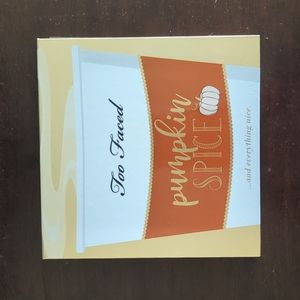 Too Faced
pumpkin
SPICE
...and everything nice.